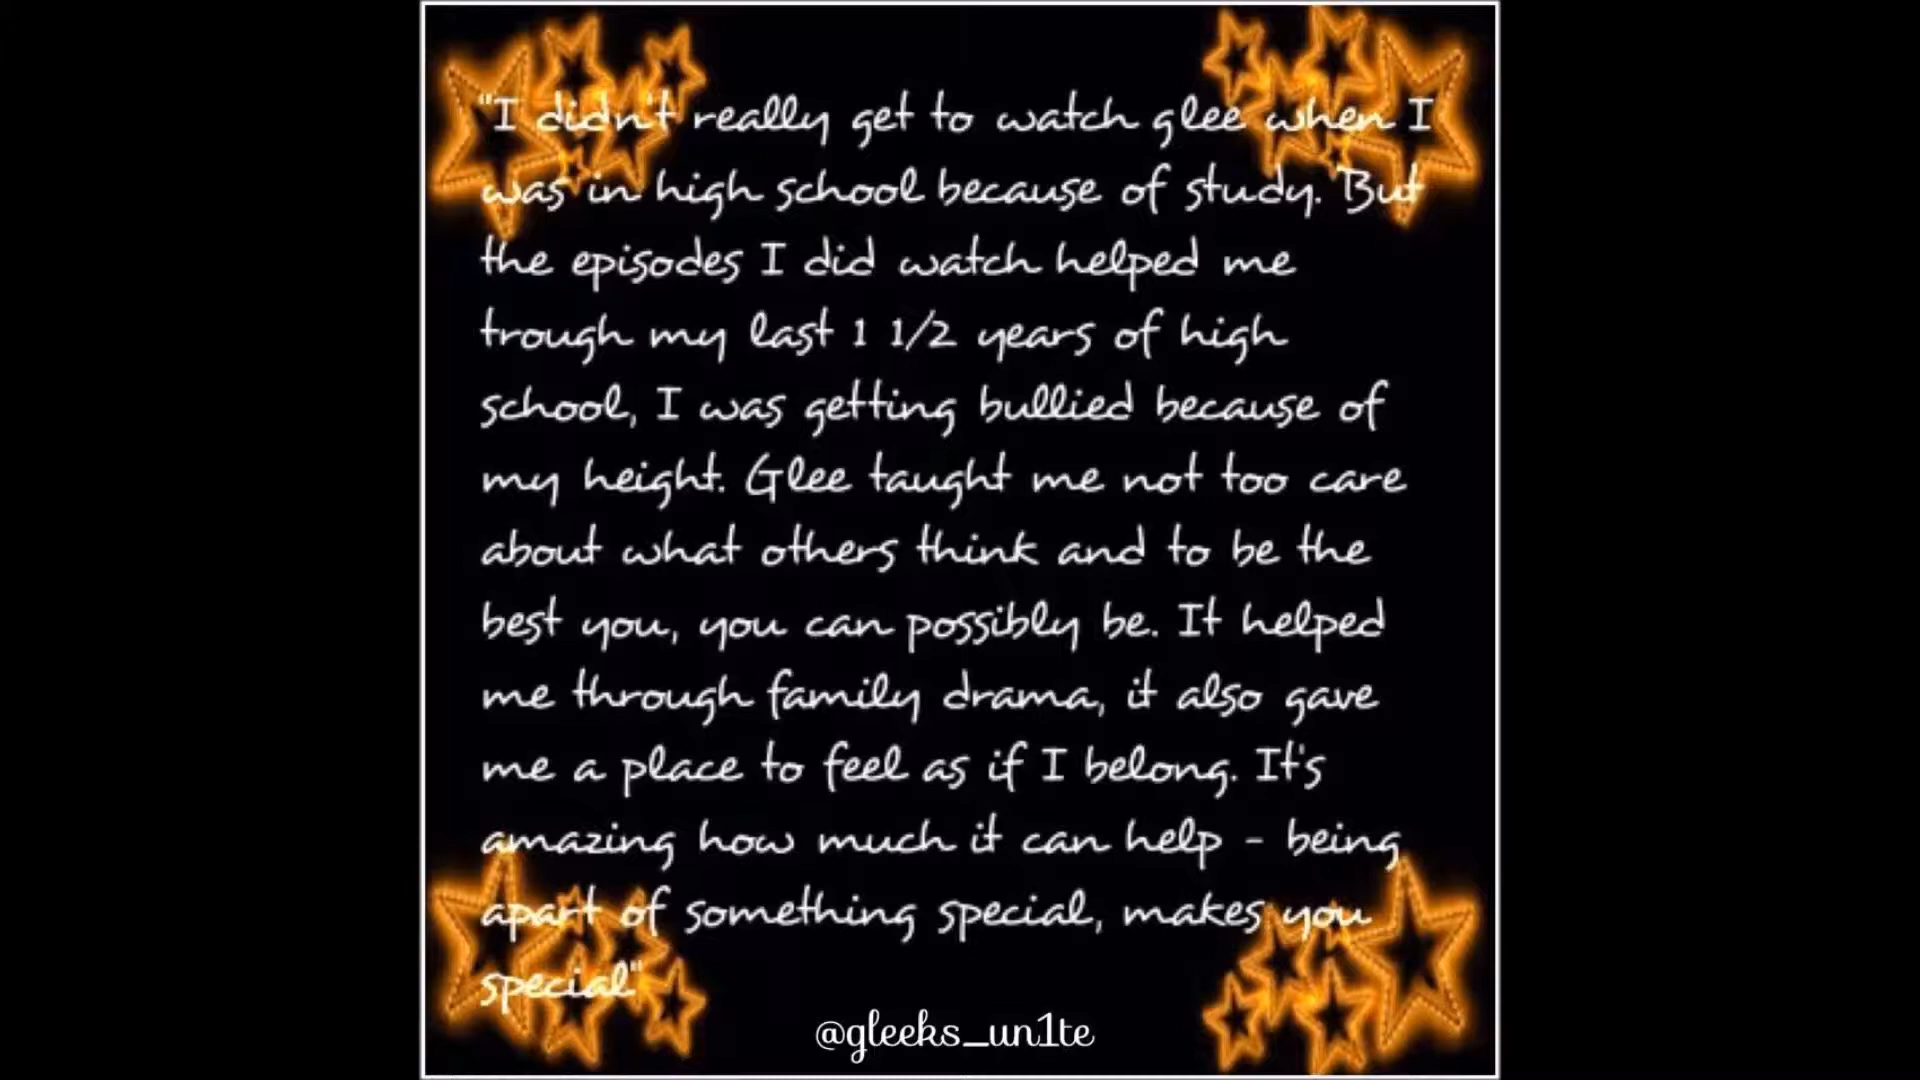 "I didn't really get to watch glee when I
was in high school because of study. But
the episodes I did watch helped me
trough my last 1 1/2 years of high
school, I was getting bullied because of
my height. Glee taught me not too care
about what others think and to be the
best you, you can possibly be. It helped
me through family drama, it also gave
me a place to feel as if I belong. It's
amazing how much it can help - being
apart of something special, makes you
special"
@gleeks_un1te